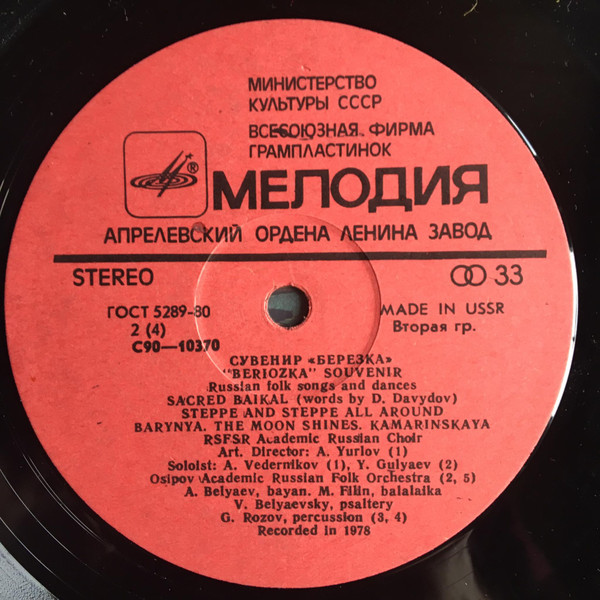 МИНИСТЕРСТВО
КУЛЬТУРЫ СССР
ВСЕСОЮЗНАЯ ФИРМА
ГРАМПЛАСТИНОК
®
МЕЛОДИЯ
АПРЕЛЕВСКИЙ ОРДЕНА ЛЕНИНА ЗАВОД
STEREO
33
ГОСТ 5289-80
MADE IN USSR
2 (4)
Вторая гр.
С90—10370
СУВЕНИР «БЕРЕЗКА»
"BERIOZKA" SOUVENIR
Russian folk songs and dances
SACRED BAIKAL (words by D. Davydov)
STEPPE AND STEPPE ALL AROUND
BARYNYA. THE MOON SHINES. KAMARINSKAYA
RSFSR Academic Russian Choir
Art. Director: A. Yurlov (1)
Soloist: A. Vedernikov (1), Y. Gulyaev (2)
Osipov Academic Russian Folk Orchestra (2, 5)
A. Belyaev, bayan. M. Filin, balalaika
V. Belyaevsky, psaltery
G. Rozov, percussion (3, 4)
Recorded in 1978